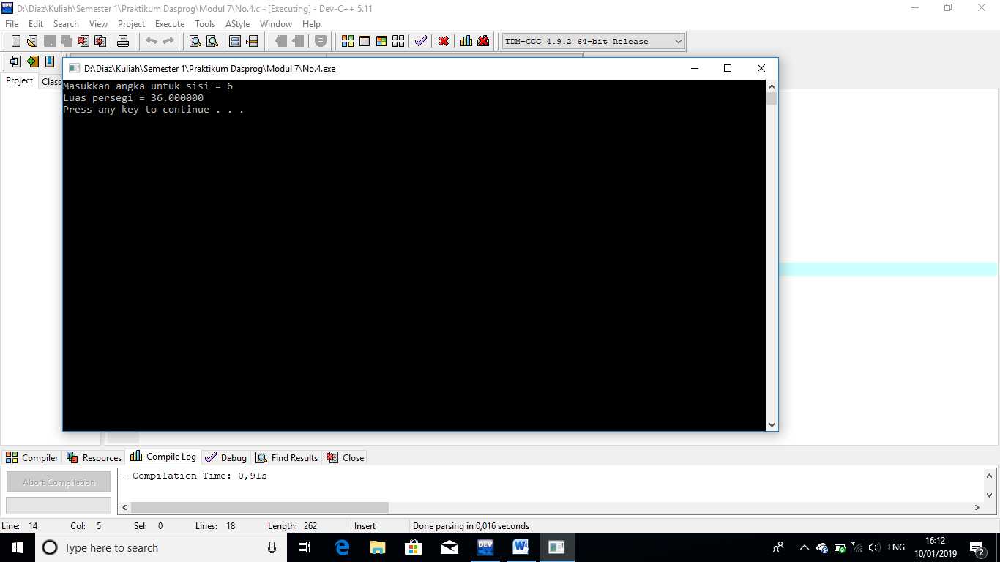 D:\Diaz\Kuliah\Semester 1\Praktikum Dasprog\Modul 7\No.4.c - [Executing] - Dev-C++ 5.11
File Edit Search View Project Execute Tools AStyle Window Help
TDM-GCC 4.9.2 64-bit Release
D:\Diaz\Kuliah\Semester 1\Praktikum Dasprog\Modul 7\No.4.exe
Project Class
Masukkan angka untuk sisi = 6
Luas persegi = 36.000000
Press any key to continue . . .
Compiler Resources Compile Log Debug Find Results Close
Abort Compilation
- Compilation Time: 0,91s
Line: 14 Col: 5 Sel: 0 Lines: 18 Length: 262 Insert Done parsing in 0,016 seconds
Type here to search
DEV
ENG
16:12
10/01/2019
2